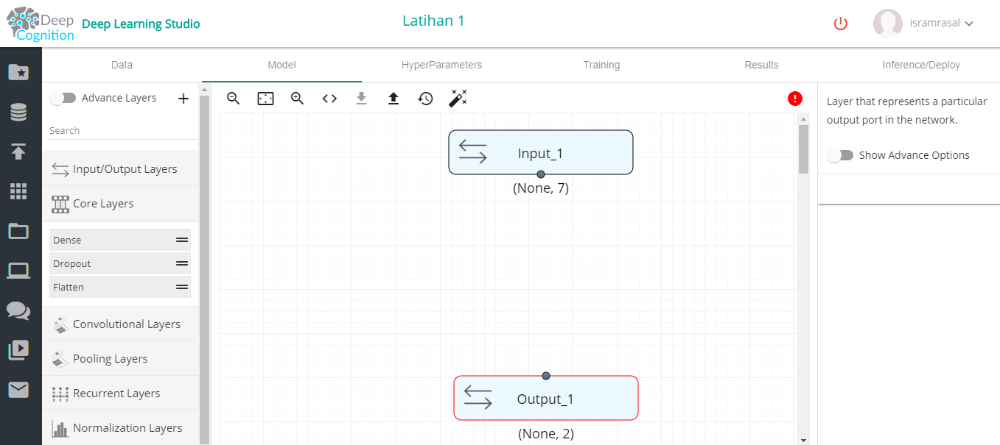 Deep
Cognition
Deep Learning Studio
Latihan 1
isramrasal
Data
Model
HyperParameters
Training
Results
Inference/Deploy
Advance Layers
Search
Input/Output Layers
Core Layers
Dense
Dropout
Flatten
Convolutional Layers
Pooling Layers
Recurrent Layers
Normalization Layers
Input_1
(None, 7)
Output_1
(None, 2)
Layer that represents a particular
output port in the network.
Show Advance Options